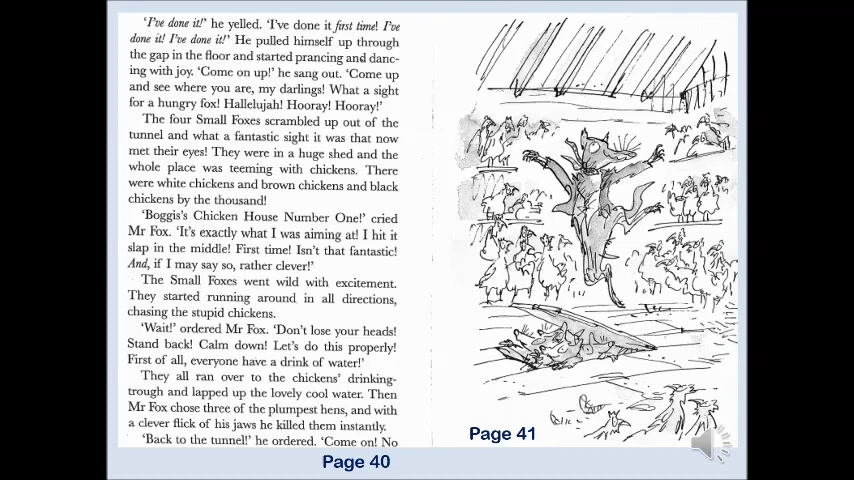 'I've done it!' he yelled. 'I've done it first time! I've
done it! I've done it!' He pulled himself up through
the gap in the floor and started prancing and danc-
ing with joy. 'Come on up!' he sang out. 'Come up
and see where you are, my darlings! What a sight
for a hungry fox! Hallelujah! Hooray! Hooray!'
The four Small Foxes scrambled up out of the
tunnel and what a fantastic sight it was that now
met their eyes! They were in a huge shed and the
whole place was teeming with chickens. There
were white chickens and brown chickens and black
chickens by the thousand!
'Boggis's Chicken House Number One!' cried
Mr Fox. 'It's exactly what I was aiming at! I hit it
slap in the middle! First time! Isn't that fantastic!
And, if I may say so, rather clever!'
The Small Foxes went wild with excitement.
They started running around in all directions,
chasing the stupid chickens.
'Wait!' ordered Mr Fox. 'Don't lose your heads!
Stand back! Calm down! Let's do this properly!
First of all, everyone have a drink of water!'
They all ran over to the chickens' drinking-
trough and lapped up the lovely cool water. Then
Mr Fox chose three of the plumpest hens, and with
a clever flick of his jaws he killed them instantly.
'Back to the tunnel!' he ordered. 'Come on! No
Page 40
Page 41